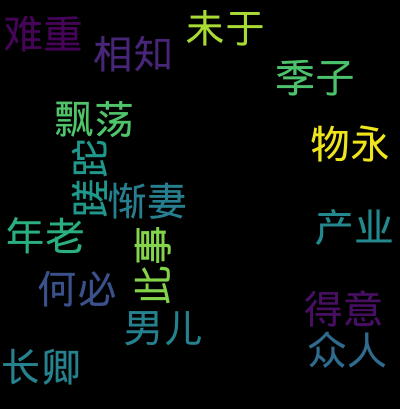 难重
相知
未于
季子
飘荡
物永
蹉跎
惭妻
年老
此事
产业
何必
得意
男儿
众人
长卿